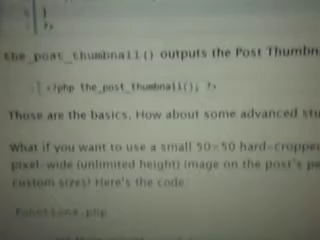 }
?>
the_post_thumbnail() outputs the Post Thumbn
<?php the_post_thumbnail(); ?>
Those are the basics. How about some advanced stu
What if you want to use a small 50×50 hard-cropped
pixel-wide (unlimited height) image on the post's pe
custom sizes! Here's the code:
functions.php